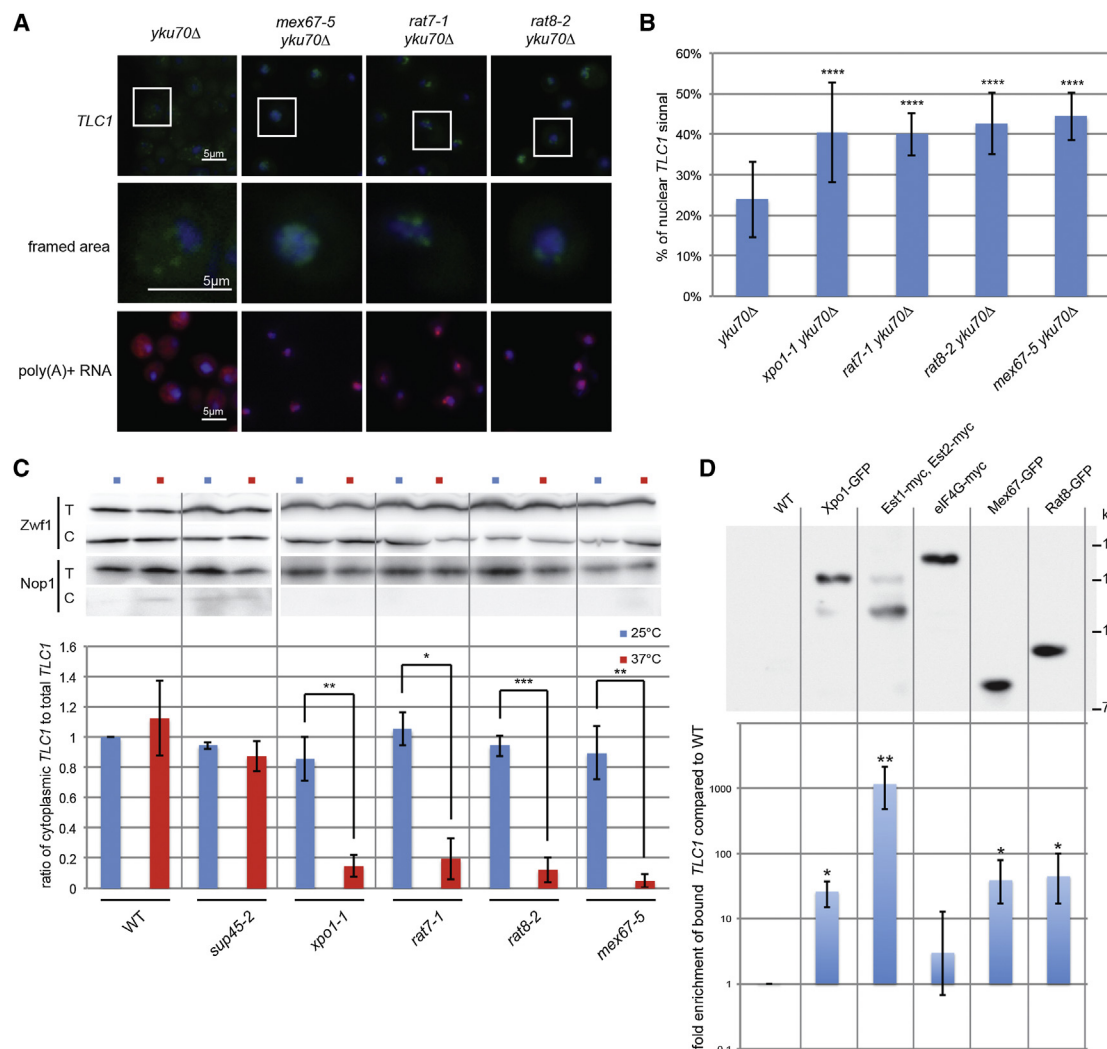 A
yku70Δ
mex67-5 yku70Δ
rat7-1 yku70Δ
rat8-2 yku70Δ
TLC1
5µm
framed area
5µm
poly(A)+ RNA
5µm
B
% of nuclear TLC1 signal
60%
50%
40%
30%
20%
10%
0%
****
****
****
****
yku70Δ
xpo1-1 yku70Δ
rat7-1 yku70Δ
rat8-2 yku70Δ
mex67-5 yku70Δ
C
Zwf1
T
C
Nop1
T
C
25°C
37°C
ratio of cytoplasmic TLC1 to total TLC1
1.6
1.4
1.2
1
0.8
0.6
0.4
0.2
0
**
*
***
**
WT
sup45-2
xpo1-1
rat7-1
rat8-2
mex67-5
D
WT
Xpo1-GFP
Est1-myc, Est2-myc
eIF4G-myc
Mex67-GFP
Rat8-GFP
fold enrichment of bound TLC1 compared to WT
1000
100
10
1
0.1
*
**
*
*